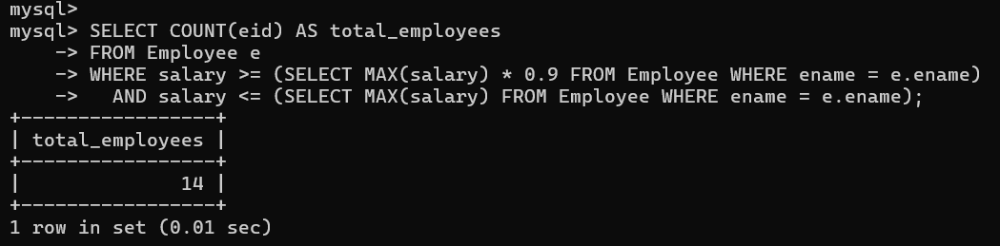 mysql>
mysql> SELECT COUNT(eid) AS total_employees
    -> FROM Employee e
    -> WHERE salary >= (SELECT MAX(salary) * 0.9 FROM Employee WHERE ename = e.ename)
    ->   AND salary <= (SELECT MAX(salary) FROM Employee WHERE ename = e.ename);
+-----------------+
| total_employees |
+-----------------+
|              14 |
+-----------------+
1 row in set (0.01 sec)